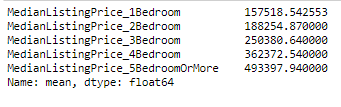 MedianListingPrice_1Bedroom 157518.542553
MedianListingPrice_2Bedroom 188254.870000
MedianListingPrice_3Bedroom 250380.640000
MedianListingPrice_4Bedroom 362372.540000
MedianListingPrice_5BedroomOrMore 493397.940000
Name: mean, dtype: float64